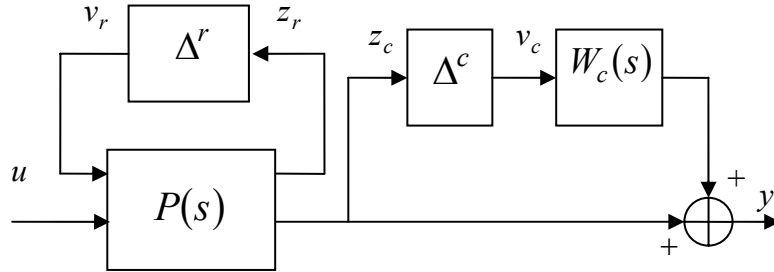 v_r
Δ^r
z_r
z_c
Δ^c
v_c
W_c(s)
u
P(s)
+
+
y